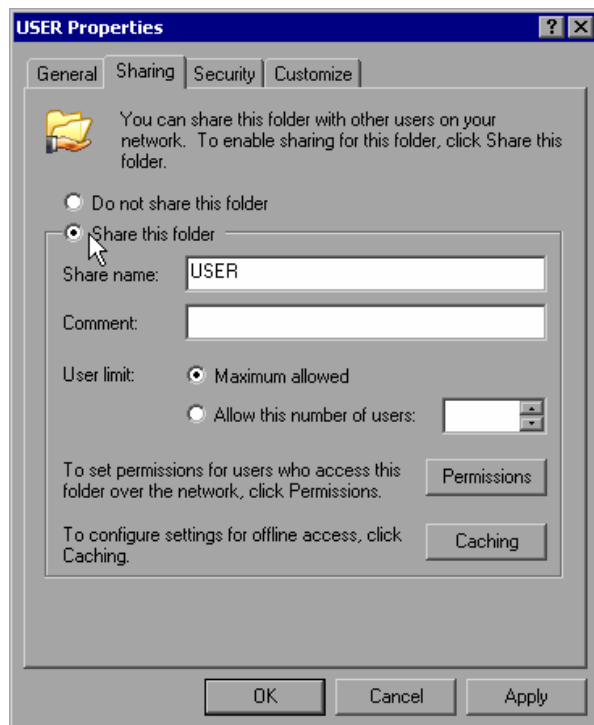 USER Properties
General Sharing Security Customize
You can share this folder with other users on your
network. To enable sharing for this folder, click Share this
folder.
Do not share this folder
Share this folder
Share name: USER
Comment:
User limit: Maximum allowed
Allow this number of users:
To set permissions for users who access this
folder over the network, click Permissions.
Permissions
To configure settings for offline access, click
Caching.
Caching
OK Cancel Apply